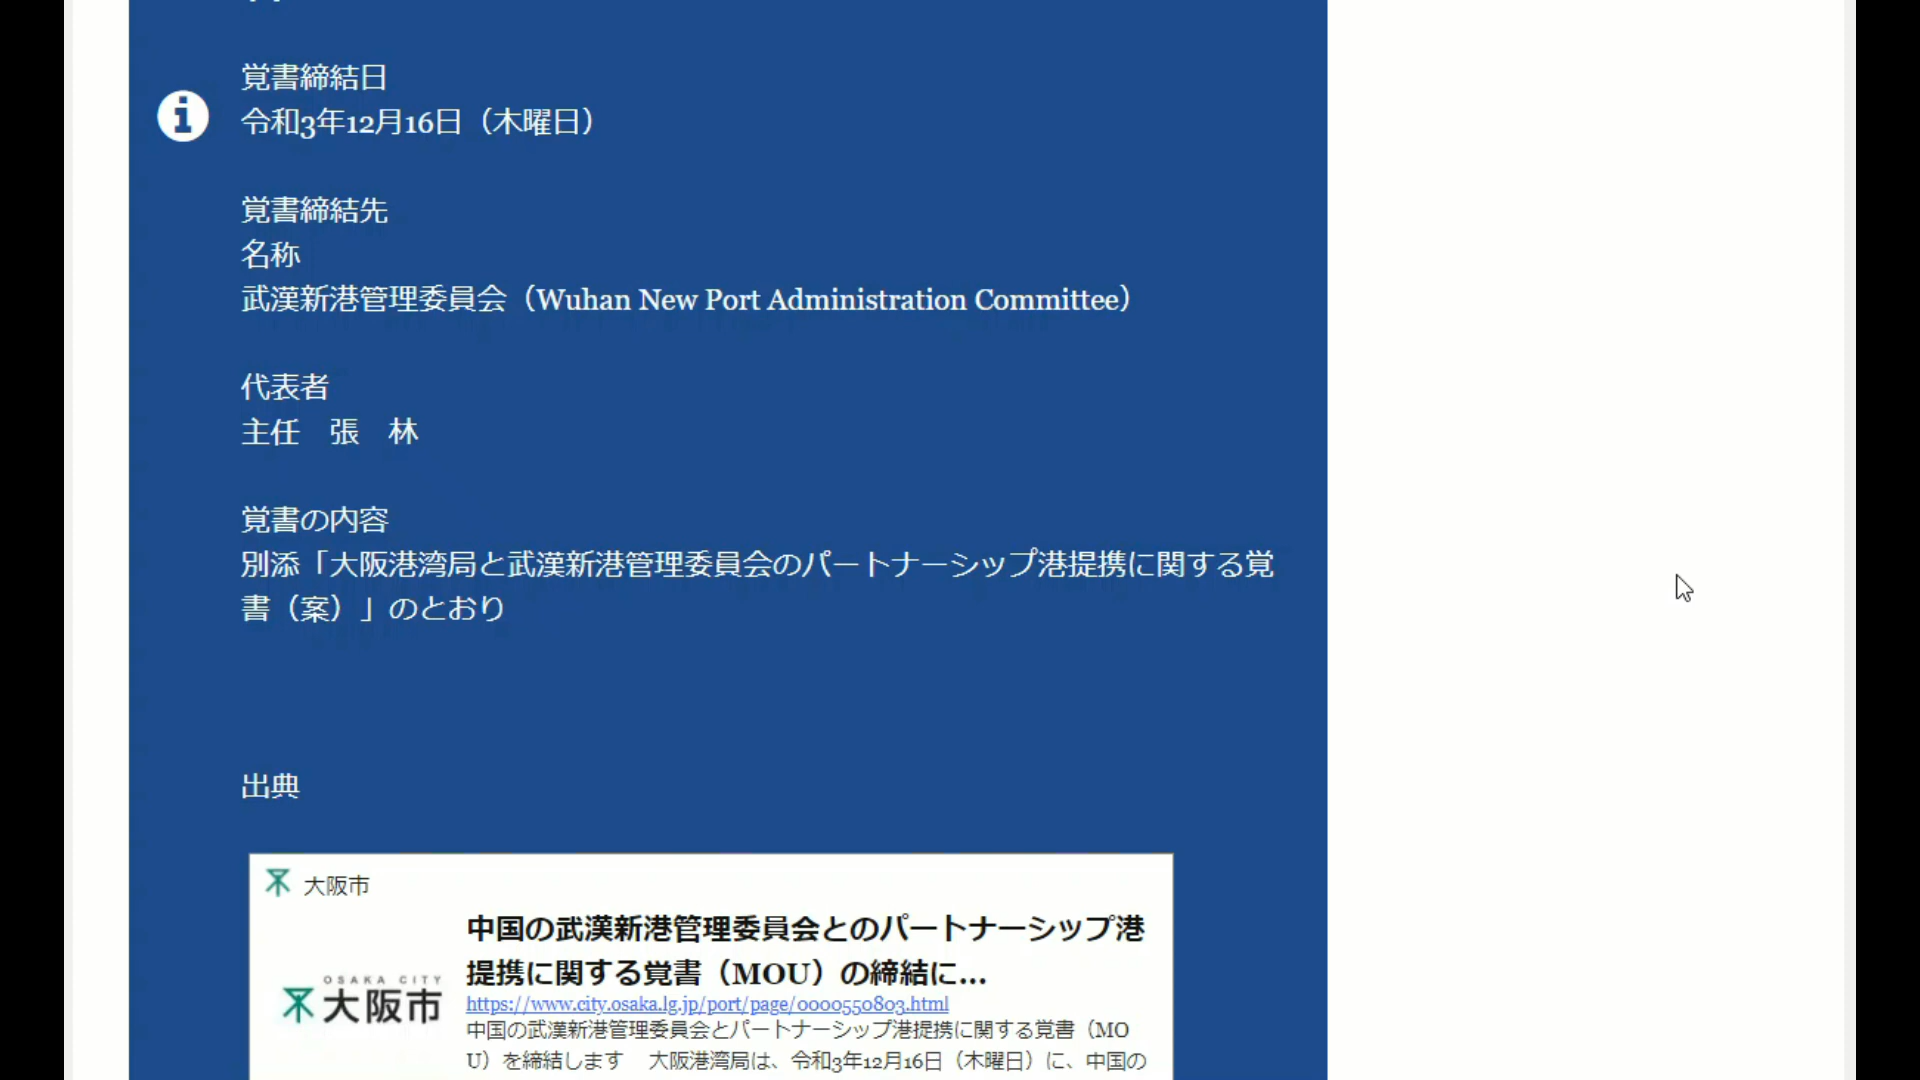 覚書締結日
令和3年12月16日（木曜日）
覚書締結先
名称
武漢新港管理委員会（Wuhan New Port Administration Committee）
代表者
主任　張　林
覚書の内容
別添「大阪港湾局と武漢新港管理委員会のパートナーシップ港提携に関する覚
書（案）」のとおり
出典
大阪市
中国の武漢新港管理委員会とのパートナーシップ港
提携に関する覚書（MOU）の締結に...
OSAKA CITY
大阪市
https://www.city.osaka.lg.jp/port/page/0000550803.html
中国の武漢新港管理委員会とパートナーシップ港提携に関する覚書（MO
U）を締結します　大阪港湾局は、令和3年12月16日（木曜日）に、中国の